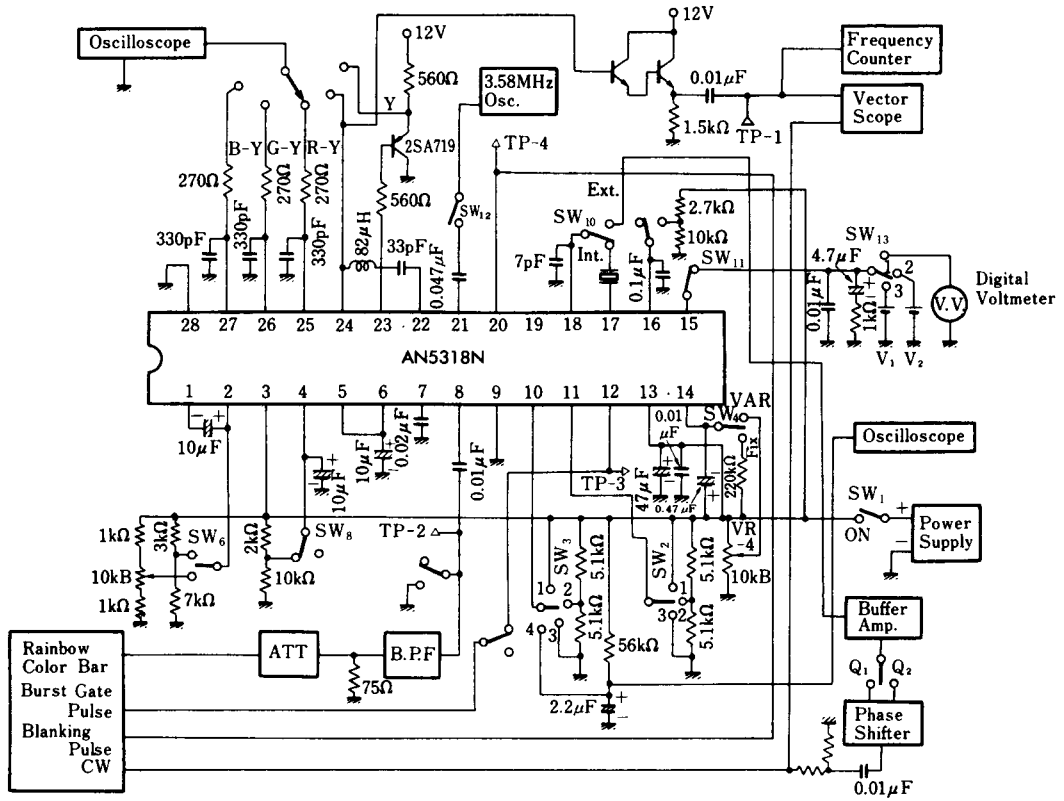 12V
12V
Oscilloscope
Frequency
Counter
560Ω
3.58MHz
Osc.
0.01μF
Vector
Scope
Y
1.5kΩ
TP-1
B-Y G-Y R-Y
2SA719
TP-4
270Ω
270Ω
270Ω
560Ω
Ext.
2.7kΩ
SW12
SW10
10kΩ
SW13
330pF
330pF
330pF
82μH
33pF
0.047μF
7pF
Int.
0.1μF
SW11
4.7μF
2
3
Digital
Voltmeter
V.V.
0.01μF
1kΩ
V1 V2
28 27 26 25 24 23 22 21 20 19 18 17 16 15
AN5318N
1 2 3 4 5 6 7 8 9 10 11 12 13 14
VAR
SW4
Fix
10μF
10μF
10μF
0.02μF
0.01μF
TP-3
47μF
0.01
μF
0.47μF
220kΩ
Oscilloscope
SW1
ON
Power
Supply
1kΩ
3kΩ
SW6
2kΩ
SW8
TP-2
SW3
5.1kΩ
SW2
5.1kΩ
VR
-4
10kB
10kB
10kΩ
1 2
1
3 2
1kΩ
7kΩ
4 3
5.1kΩ
5.1kΩ
Buffer
Amp.
Rainbow
Color Bar
ATT
B.P.F
56kΩ
75Ω
Q1 Q2
Burst Gate
Pulse
2.2μF
Phase
Shifter
Blanking
Pulse
CW
0.01μF